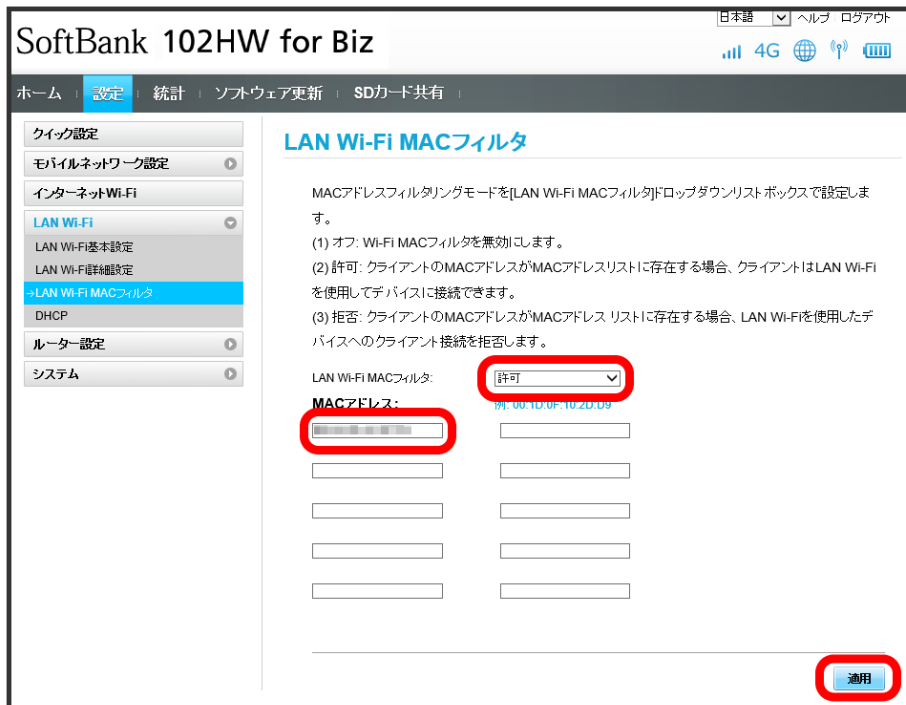 日本語 ヘルプ ログアウト
SoftBank 102HW for Biz
4G
ホーム 設定 統計 ソフトウェア更新 SDカード共有
クイック設定
モバイルネットワーク設定
インターネットWi-Fi
LAN Wi-Fi
LAN Wi-Fi基本設定
LAN Wi-Fi詳細設定
→LAN Wi-Fi MACフィルタ
DHCP
ルーター設定
システム
LAN Wi-Fi MACフィルタ
MACアドレスフィルタリングモードを[LAN Wi-Fi MACフィルタ]ドロップダウンリストボックスで設定しま
す。
(1) オフ: Wi-Fi MACフィルタを無効にします。
(2) 許可: クライアントのMACアドレスがMACアドレスリストに存在する場合、クライアントはLAN Wi-Fi
を使用してデバイスに接続できます。
(3) 拒否: クライアントのMACアドレスがMACアドレス リストに存在する場合、LAN Wi-Fiを使用したデ
バイスへのクライアント接続を拒否します。
LAN Wi-Fi MACフィルタ: 許可
MACアドレス: 例: 00:1D:0F:10:2D:D9
適用